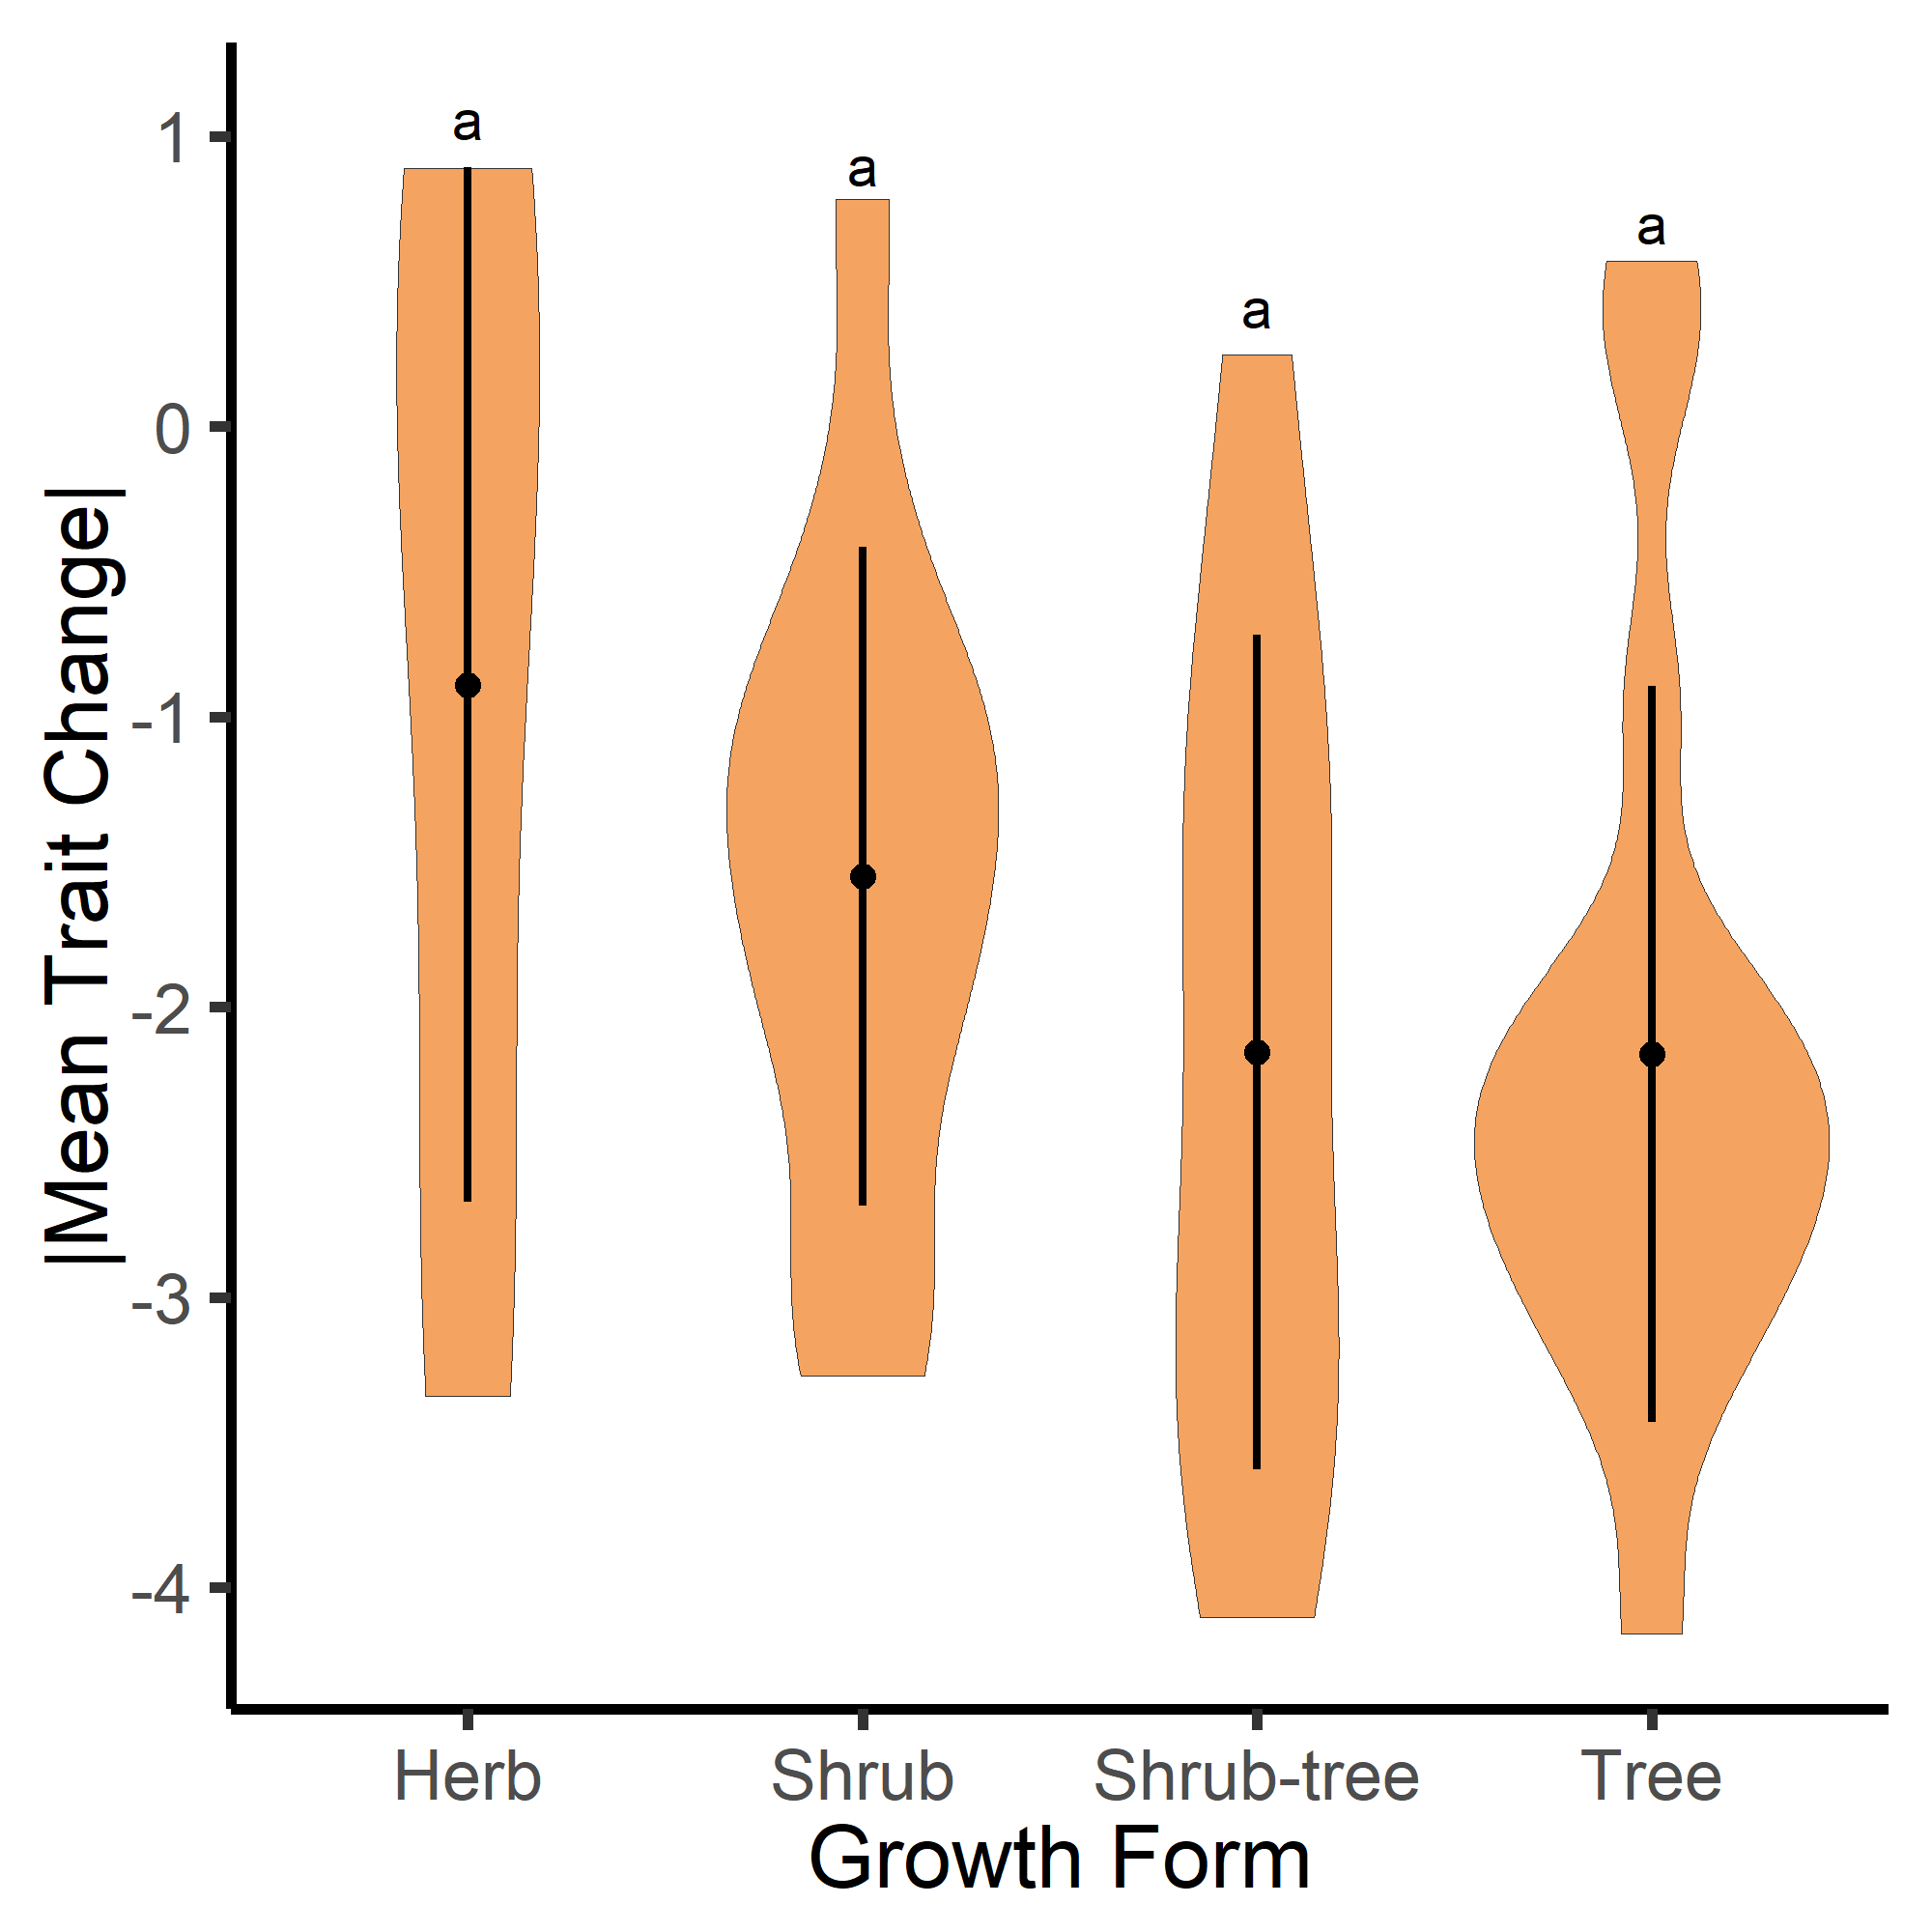 |Mean Trait Change|
1
0
-1
-2
-3
-4
a
a
a
a
Herb
Shrub
Shrub-tree
Tree
Growth Form